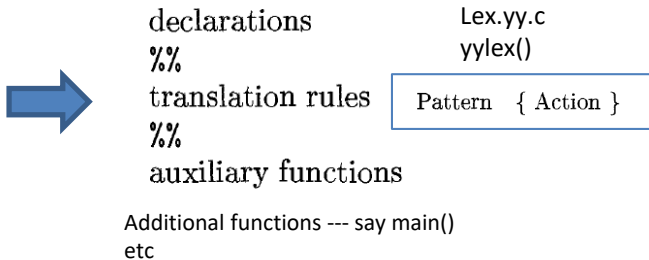 declarations
%%
translation rules
%%
auxiliary functions
Lex.yy.c
yylex()
Pattern { Action }
Additional functions --- say main()
etc